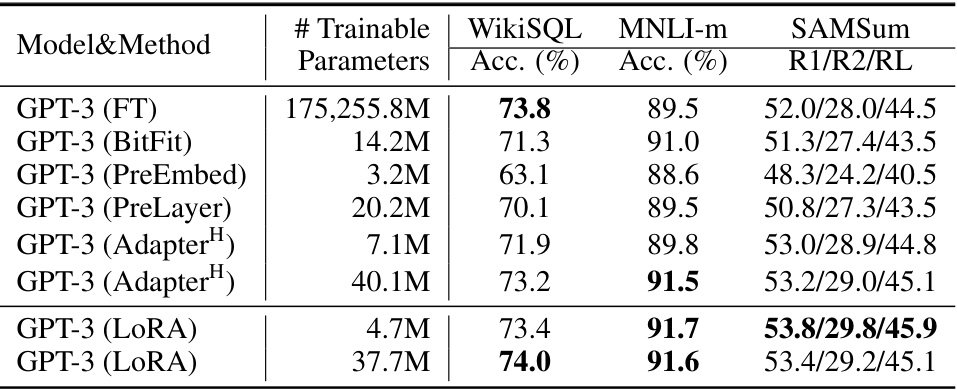 Model&Method # Trainable Parameters WikiSQL MNLI-m SAMSum
Acc. (%) Acc. (%) R1/R2/RL
GPT-3 (FT) 175,255.8M 73.8 89.5 52.0/28.0/44.5
GPT-3 (BitFit) 14.2M 71.3 91.0 51.3/27.4/43.5
GPT-3 (PreEmbed) 3.2M 63.1 88.6 48.3/24.2/40.5
GPT-3 (PreLayer) 20.2M 70.1 89.5 50.8/27.3/43.5
GPT-3 (Adapterᴴ) 7.1M 71.9 89.8 53.0/28.9/44.8
GPT-3 (Adapterᴴ) 40.1M 73.2 91.5 53.2/29.0/45.1
GPT-3 (LoRA) 4.7M 73.4 91.7 53.8/29.8/45.9
GPT-3 (LoRA) 37.7M 74.0 91.6 53.4/29.2/45.1